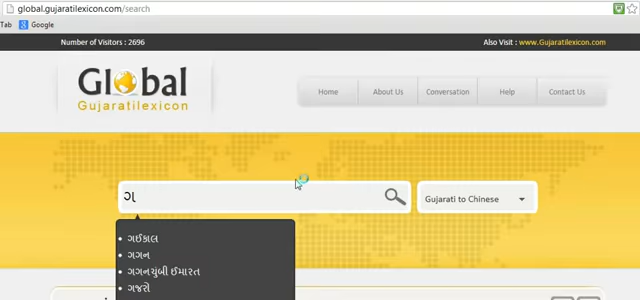 global.gujaratilexicon.com/search
Tab Google
Number of Visitors : 2696
Also Visit : www.Gujaratilexicon.com
Global
Gujaratilexicon
Home About Us Conversation Help Contact Us
ગ્
Gujarati to Chinese
ગઈકાલ
ગગન
ગગનચુંબી ઈમારત
ગજરો